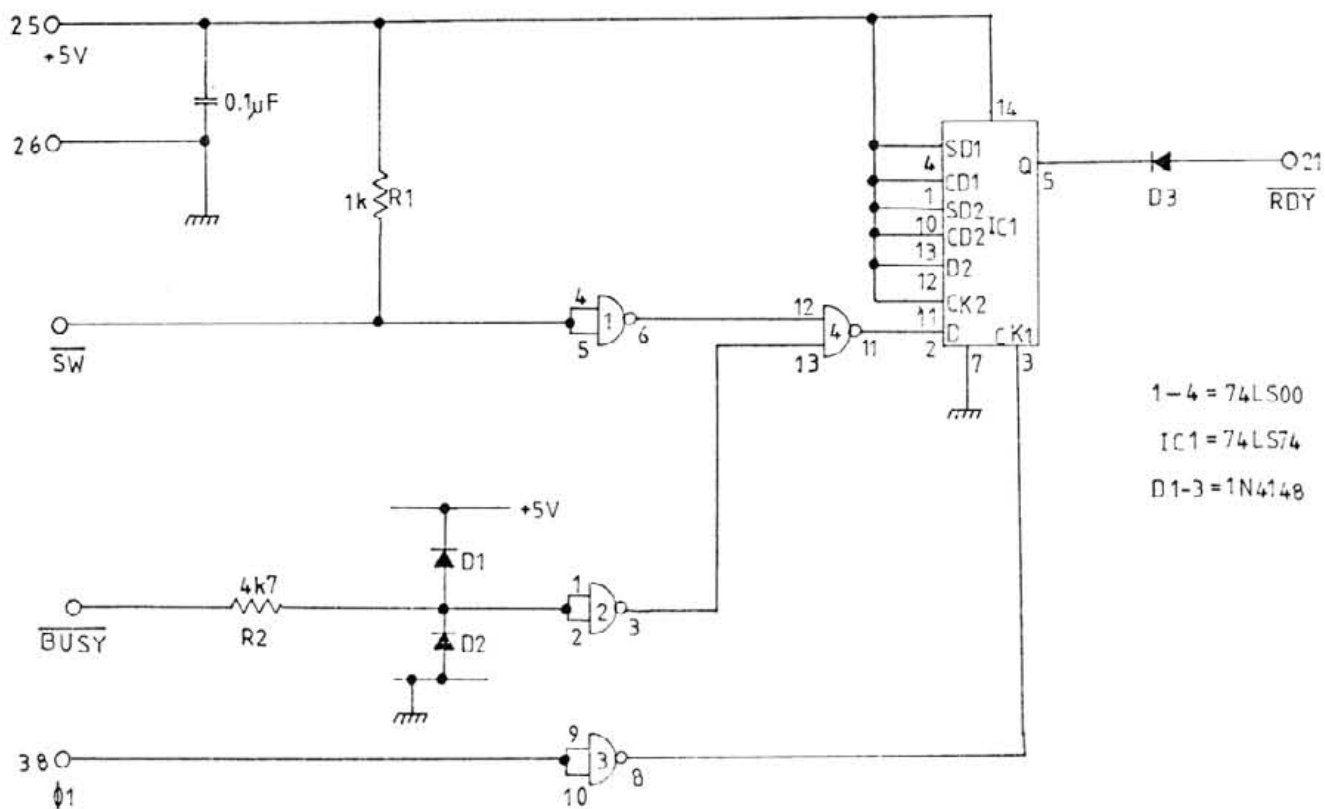 25
+5V
0.1µF
26
1k
R1
14
SD1
4
CD1
1
SD2
10
CD2
13
D2
12
CK2
11
D
2
IC1
Q
5
CK1
3
7
D3
21
RDY
SW
4
5
1
6
12
13
4
11
1-4 = 74LS00
IC1 = 74LS74
D1-3 = 1N4148
+5V
D1
D2
4k7
R2
BUSY
1
2
2
3
38
ϕ1
9
10
3
8